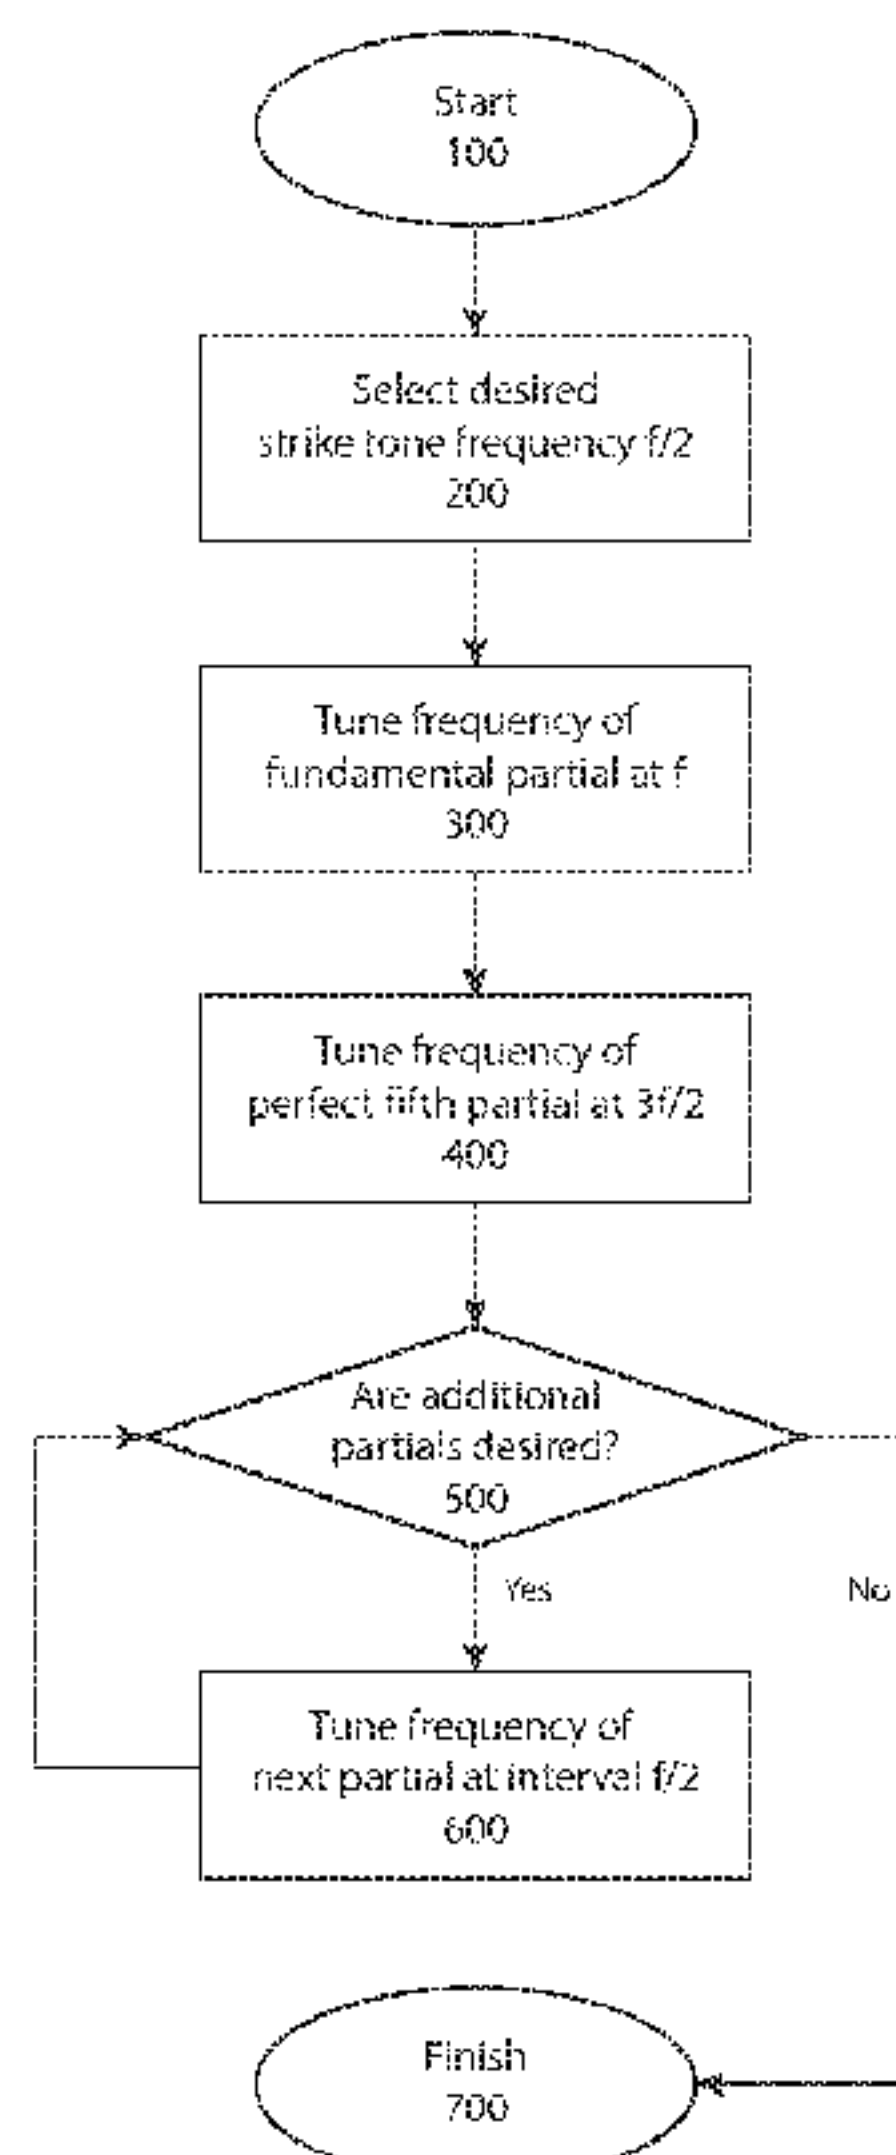 Start
100
Select desired
strike tone frequency f/2
200
Tune frequency of
fundamental partial at f
300
Tune frequency of
perfect fifth partial at 3f/2
400
Are additional
partials desired?
500
Yes
No
Tune frequency of
next partial at interval f/2
600
Finish
700